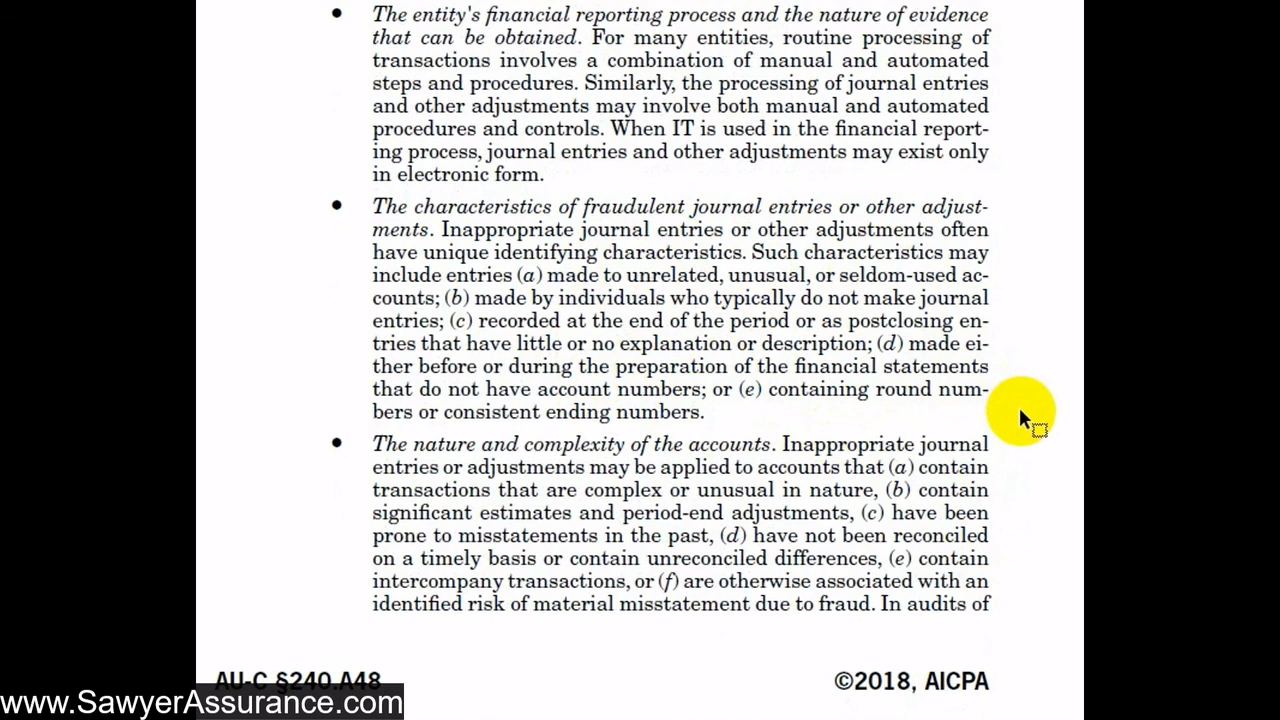 • The entity's financial reporting process and the nature of evidence
that can be obtained. For many entities, routine processing of
transactions involves a combination of manual and automated
steps and procedures. Similarly, the processing of journal entries
and other adjustments may involve both manual and automated
procedures and controls. When IT is used in the financial report-
ing process, journal entries and other adjustments may exist only
in electronic form.
• The characteristics of fraudulent journal entries or other adjust-
ments. Inappropriate journal entries or other adjustments often
have unique identifying characteristics. Such characteristics may
include entries (a) made to unrelated, unusual, or seldom-used ac-
counts; (b) made by individuals who typically do not make journal
entries; (c) recorded at the end of the period or as postclosing en-
tries that have little or no explanation or description; (d) made ei-
ther before or during the preparation of the financial statements
that do not have account numbers; or (e) containing round num-
bers or consistent ending numbers.
• The nature and complexity of the accounts. Inappropriate journal
entries or adjustments may be applied to accounts that (a) contain
transactions that are complex or unusual in nature, (b) contain
significant estimates and period-end adjustments, (c) have been
prone to misstatements in the past, (d) have not been reconciled
on a timely basis or contain unreconciled differences, (e) contain
intercompany transactions, or (f) are otherwise associated with an
identified risk of material misstatement due to fraud. In audits of
AU-C §240.A48
©2018, AICPA
www.SawyerAssurance.com